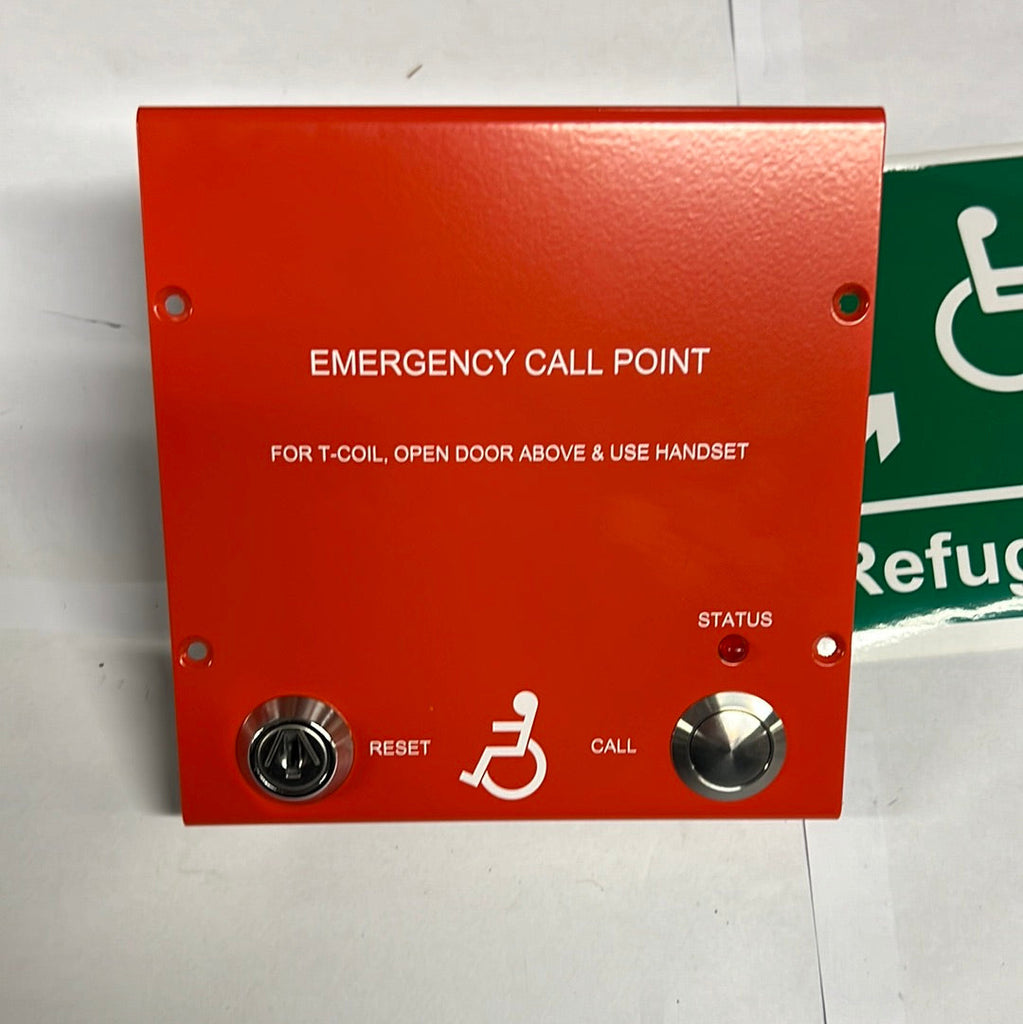 EMERGENCY CALL POINT
FOR T-COIL, OPEN DOOR ABOVE & USE HANDSET
STATUS
RESET
CALL